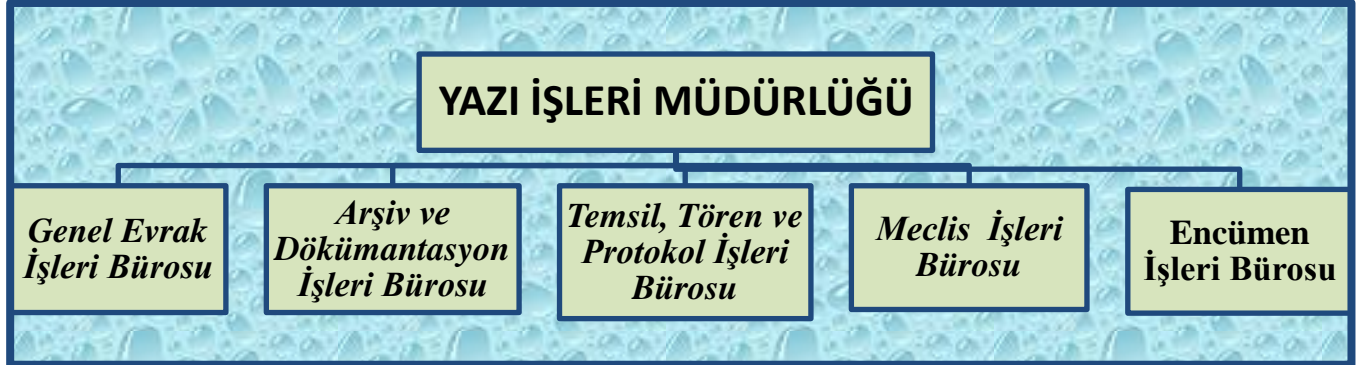 YAZI İŞLERİ MÜDÜRLÜĞÜ
Genel Evrak
İşleri Bürosu
Arşiv ve
Dökümantasyon
İşleri Bürosu
Temsil, Tören ve
Protokol İşleri
Bürosu
Meclis İşleri
Bürosu
Encümen
İşleri Bürosu